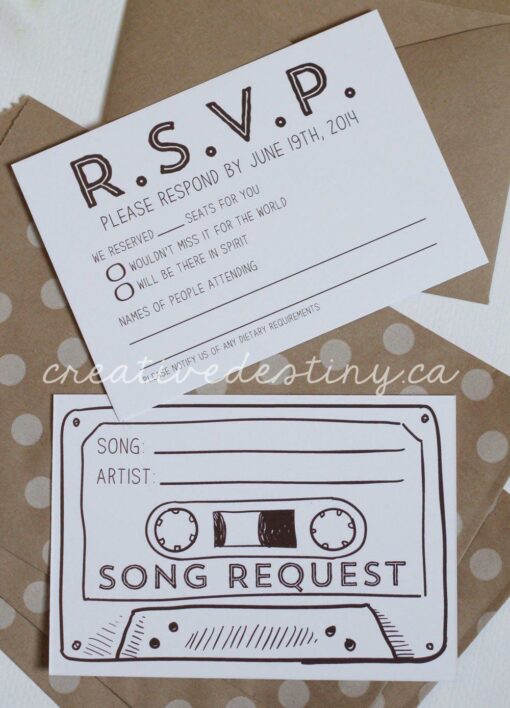 R.S.V.P.
PLEASE RESPOND BY JUNE 19TH, 2014
WE RESERVED ___ SEATS FOR YOU
WOULDN'T MISS IT FOR THE WORLD
WILL BE THERE IN SPIRIT
NAMES OF PEOPLE ATTENDING
PLEASE NOTIFY US OF ANY DIETARY REQUIREMENTS
creativedestiny.ca
SONG:
ARTIST:
SONG REQUEST